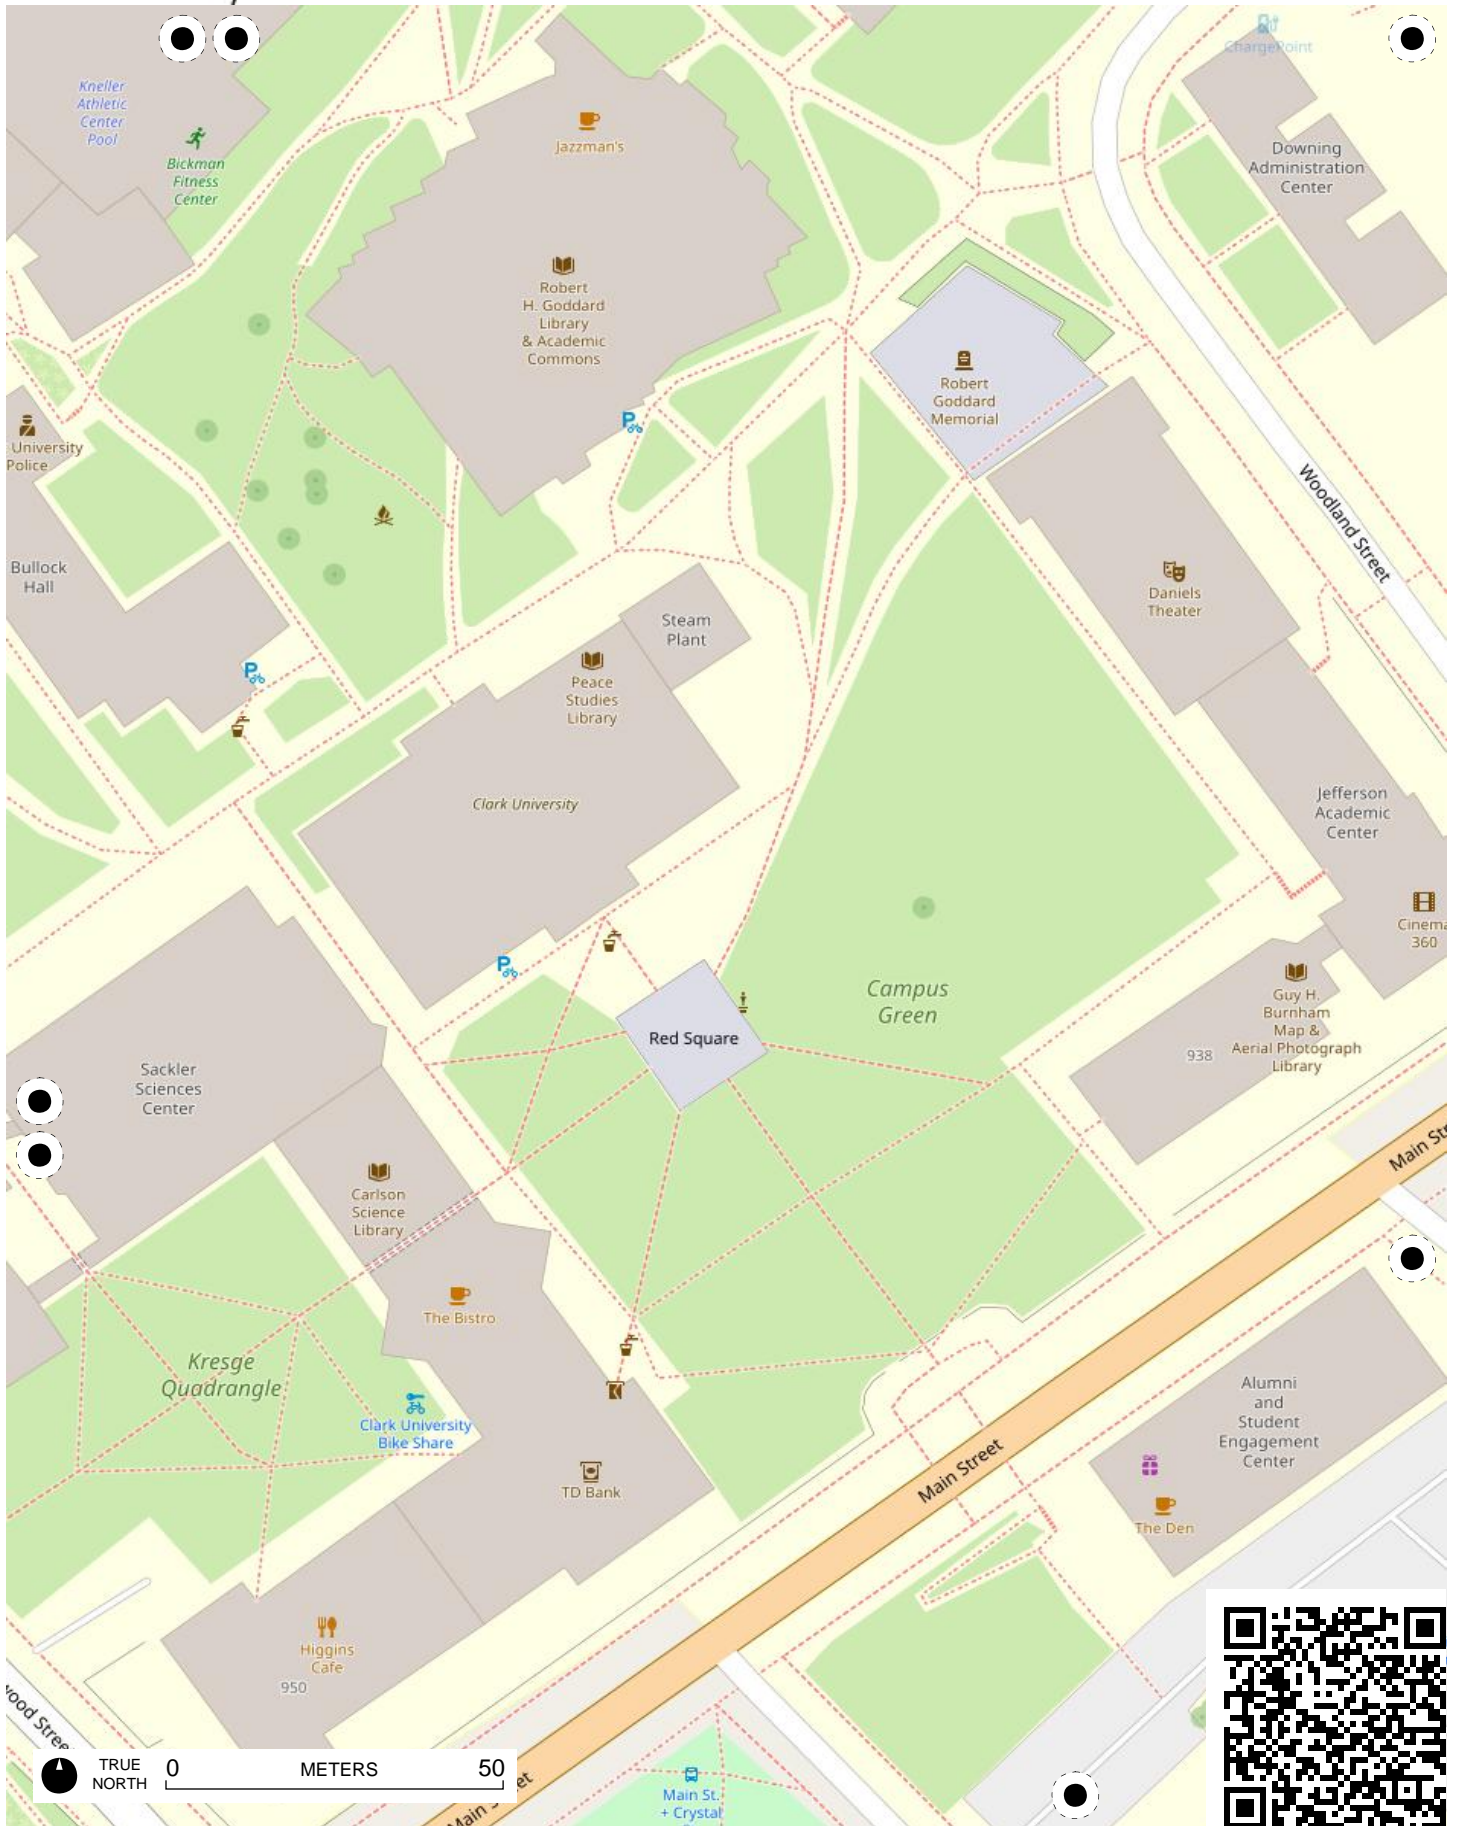 ChargePoint
Kneller
Athletic
Center
Pool
Bickman
Fitness
Center
Jazzman's
Downing
Administration
Center
Robert
H. Goddard
Library
& Academic
Commons
Robert
Goddard
Memorial
University
Police
Woodland Street
Bullock
Hall
Daniels
Theater
Steam
Plant
Peace
Studies
Library
Clark University
Jefferson
Academic
Center
Cinema
360
Campus
Green
Guy H.
Burnham
Map &
Aerial Photograph
Library
938
Red Square
Sackler
Sciences
Center
Main St
Carlson
Science
Library
The Bistro
Kresge
Quadrangle
Clark University
Bike Share
Alumni
and
Student
Engagement
Center
Main Street
TD Bank
The Den
Higgins
Cafe
950
wood Street
TRUE
NORTH
0 METERS 50
Main Street
Main St.
+ Crystal